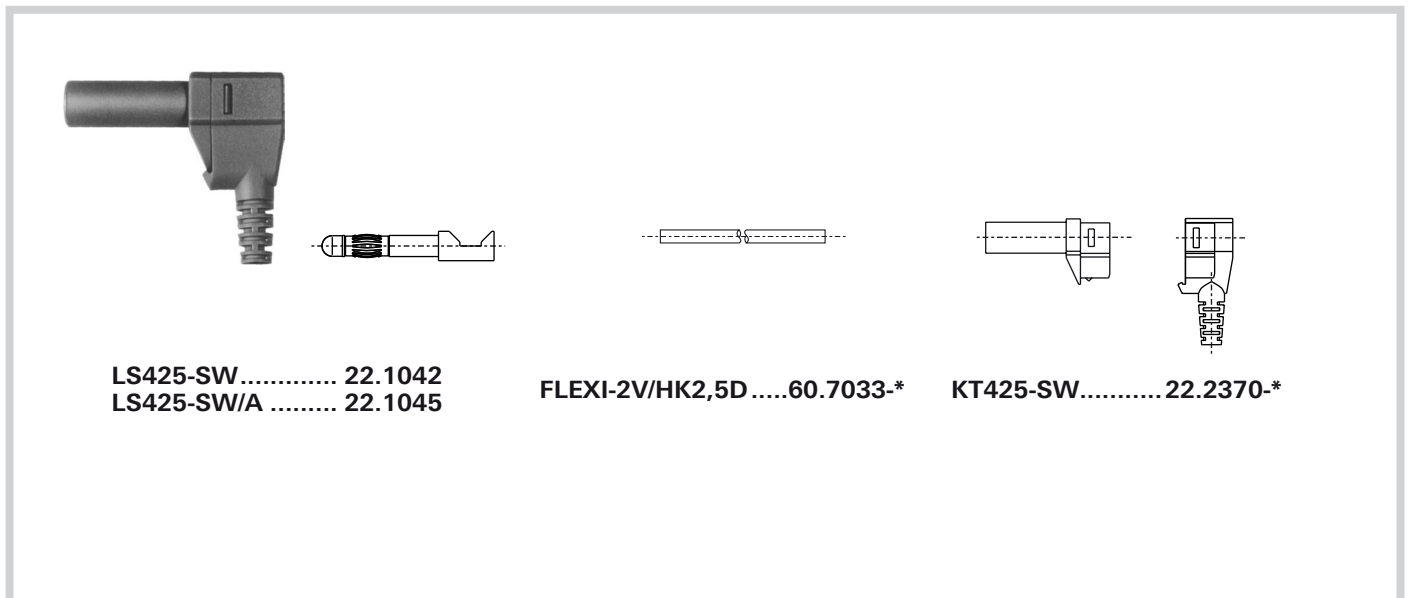 LS425-SW............. 22.1042
LS425-SW/A ......... 22.1045
FLEXI-2V/HK2,5D.....60.7033-*
KT425-SW...........22.2370-*